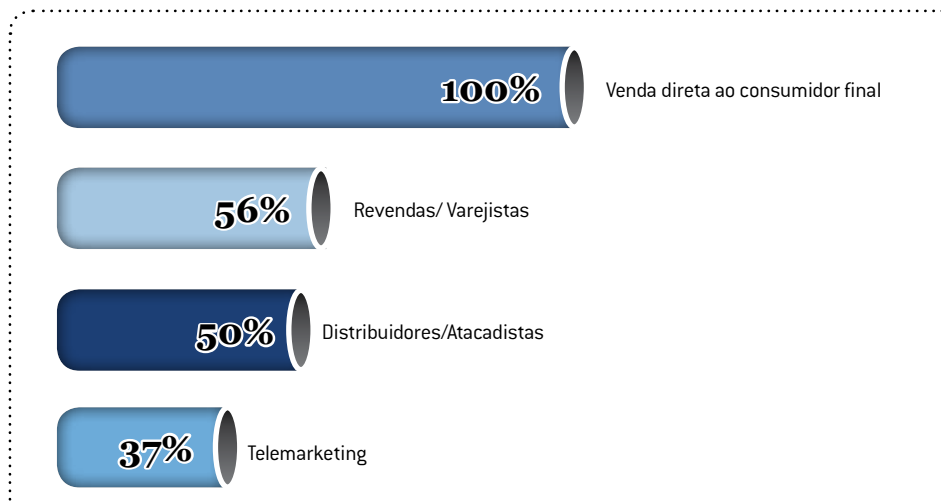 100%
Venda direta ao consumidor final
56%
Revendas/ Varejistas
50%
Distribuidores/Atacadistas
37%
Telemarketing